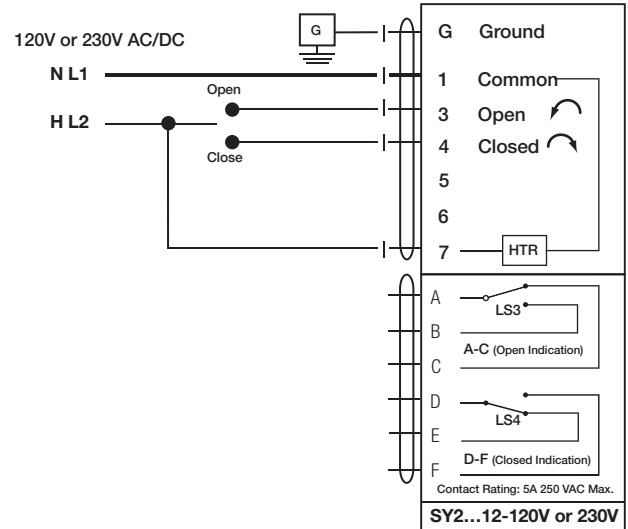 120V or 230V AC/DC
G
G Ground
N L1
1 Common
Open
3 Open
H L2
4 Closed
Close
5
6
7 HTR
A
LS3
B
A-C (Open Indication)
C
D
LS4
E
D-F (Closed Indication)
F
Contact Rating: 5A 250 VAC Max.
SY2…12-120V or 230V